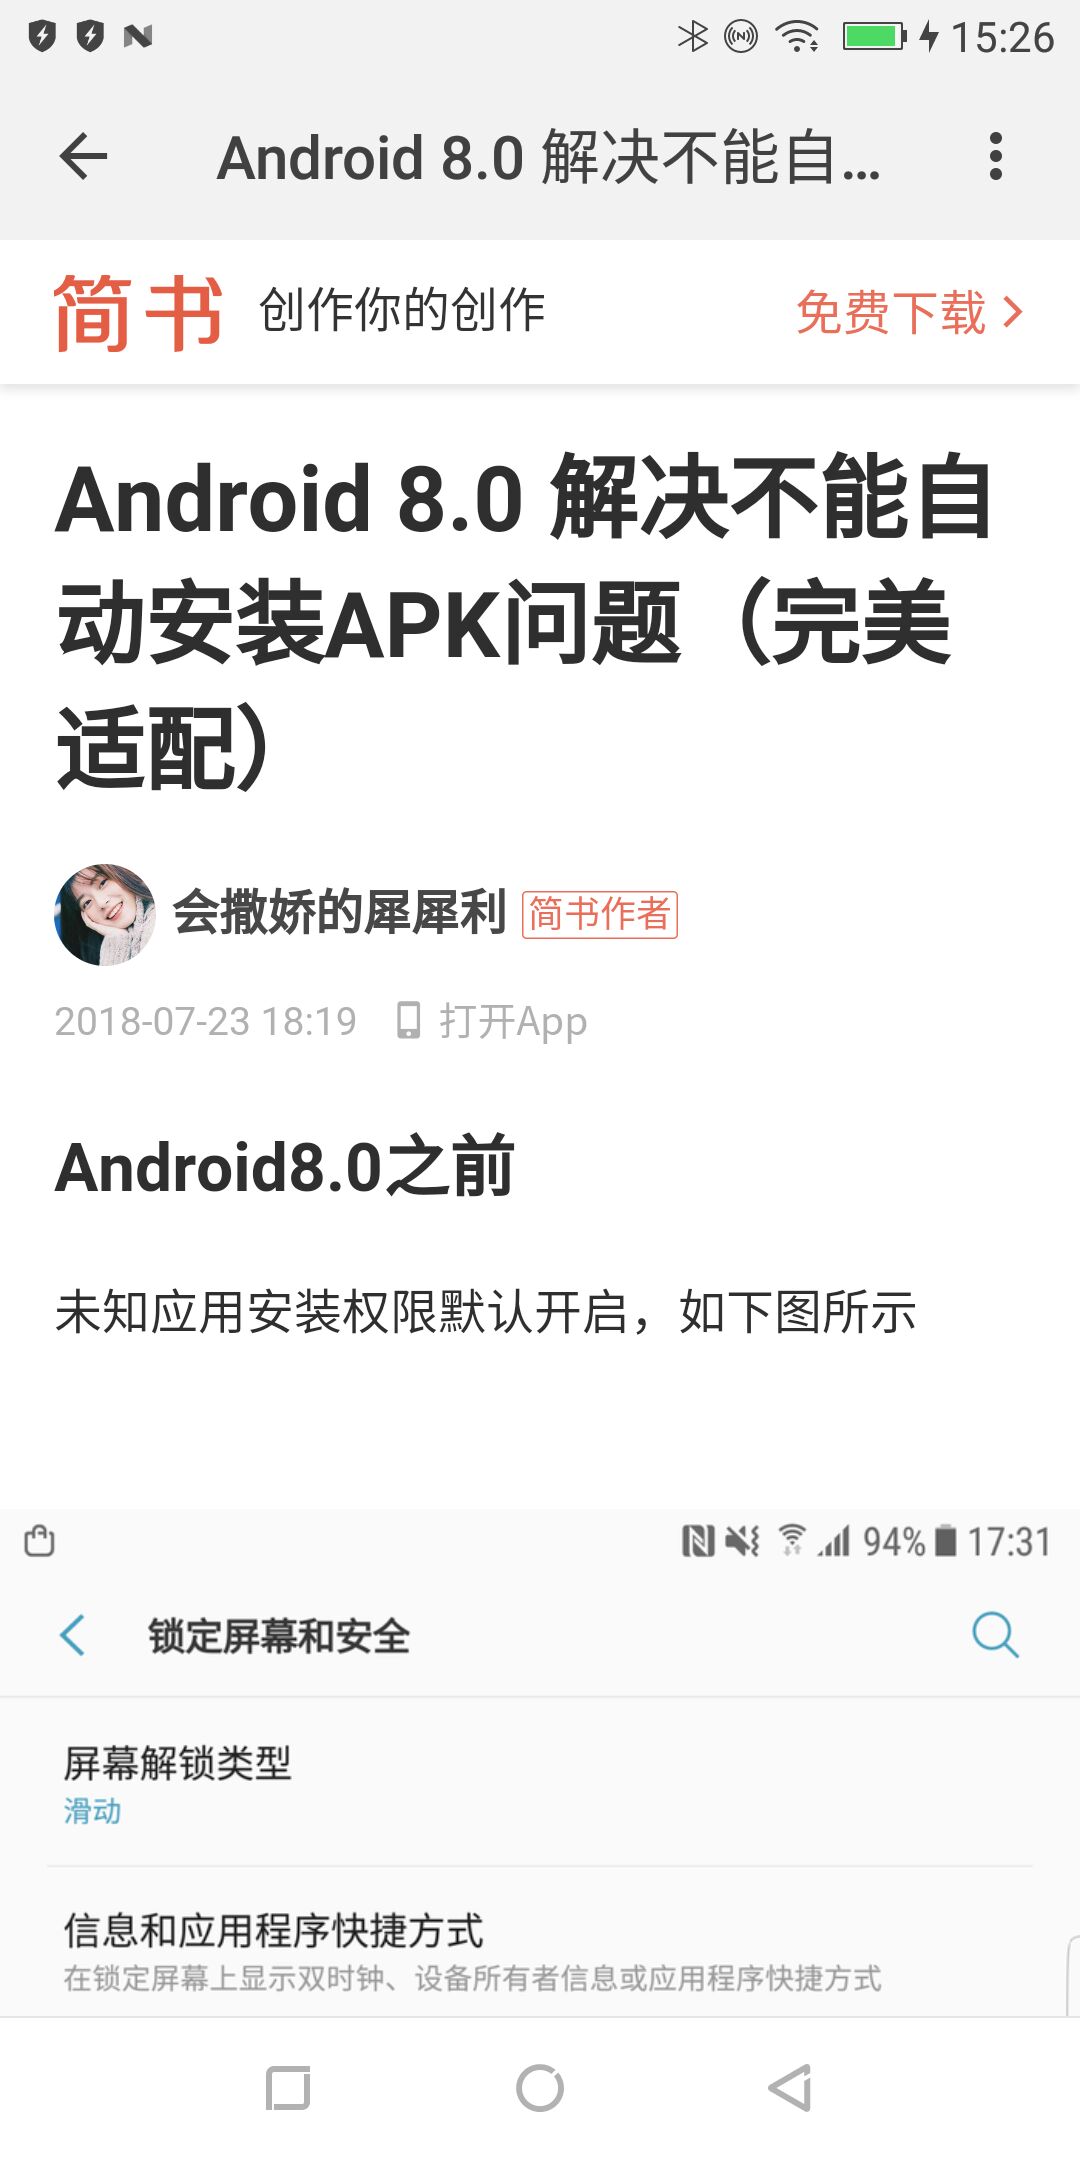 15:26
Android 8.0 解决不能自...
简书 创作你的创作 免费下载
Android 8.0 解决不能自
动安装APK问题（完美
适配）
会撒娇的犀犀利 简书作者
2018-07-23 18:19 打开App
Android8.0之前
未知应用安装权限默认开启，如下图所示
94% 17:31
锁定屏幕和安全
屏幕解锁类型
滑动
信息和应用程序快捷方式
在锁定屏幕上显示双时钟、设备所有者信息或应用程序快捷方式